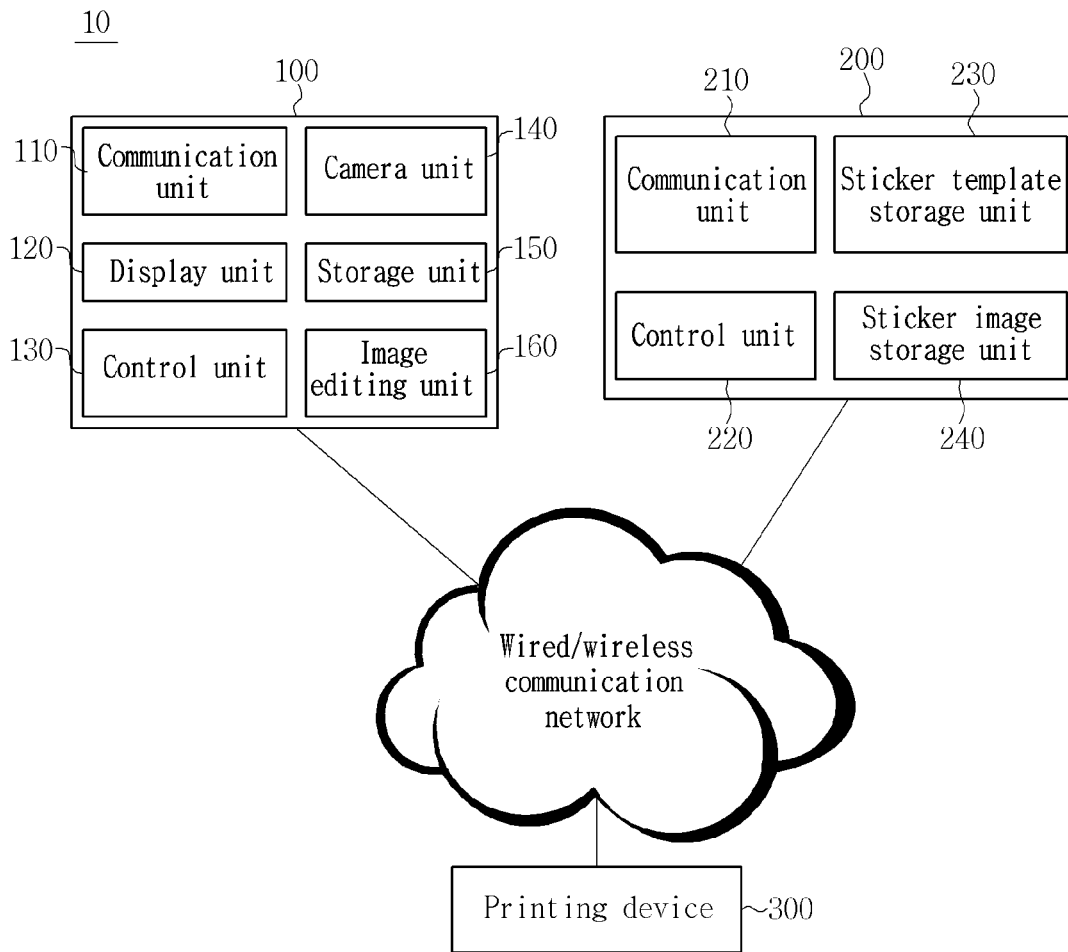 10
100
200
210
230
110
Communication
unit
140
Camera unit
Communication
unit
Sticker template
storage unit
120
Display unit
150
Storage unit
130
Control unit
160
Image
editing unit
Control unit
Sticker image
storage unit
220
240
Wired/wireless
communication
network
Printing device
300